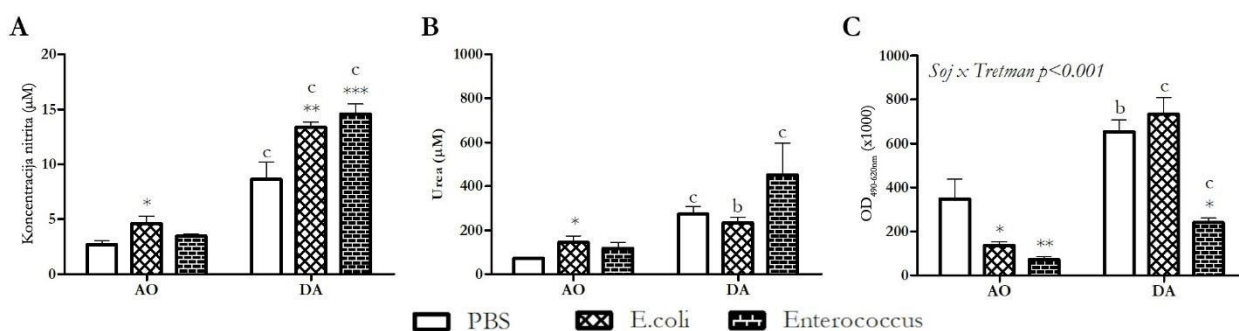 A
Koncentracija nitrita (µM)
20
15
10
5
0
*
c
c
**
c
***
AO
DA
B
Urea (µM)
1000
800
600
400
200
0
*
c
b
c
AO
DA
C
OD490-620nm (x1000)
1000
800
600
400
200
0
Soj x Tretman p<0.001
*
**
b
c
c
*
AO
DA
PBS
E.coli
Enterococcus